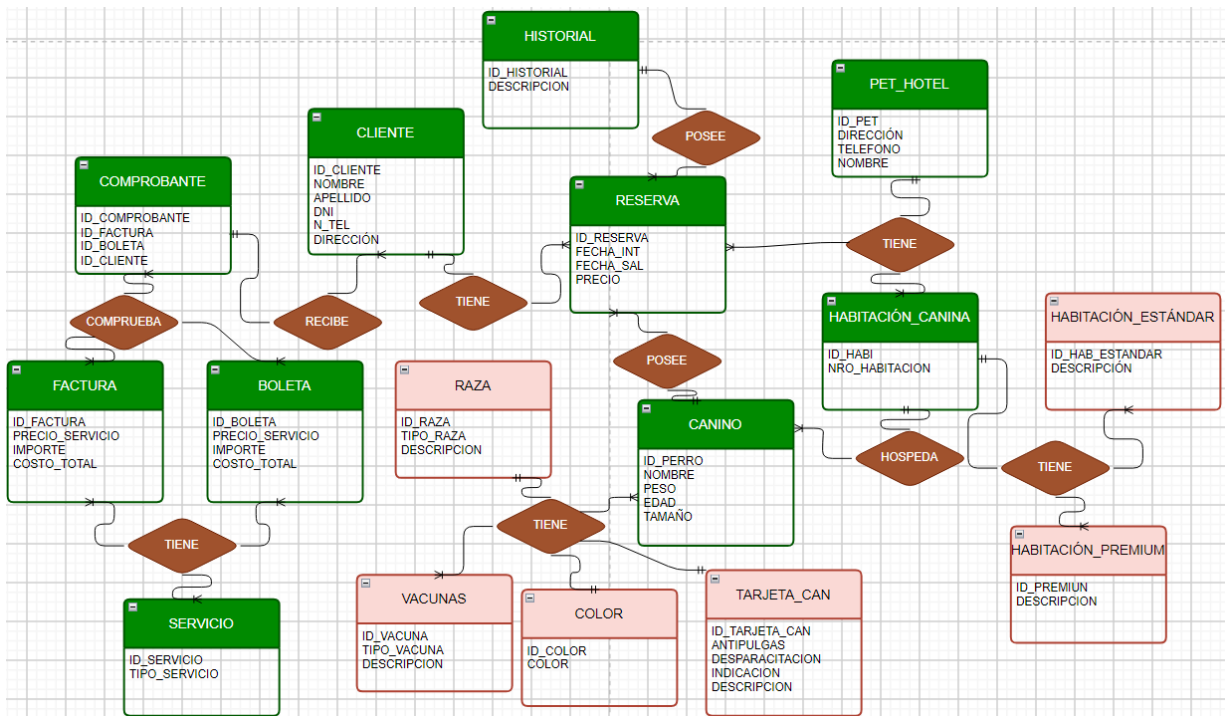 HISTORIAL
ID_HISTORIAL
DESCRIPCION
PET_HOTEL
ID_PET
DIRECCIÓN
TELEFONO
NOMBRE
CLIENTE
ID_CLIENTE
NOMBRE
APELLIDO
DNI
N_TEL
DIRECCIÓN
POSEE
COMPROBANTE
ID_COMPROBANTE
ID_FACTURA
ID_BOLETA
ID_CLIENTE
RESERVA
ID_RESERVA
FECHA_INT
FECHA_SAL
PRECIO
TIENE
TIENE
COMPRUEBA
RECIBE
HABITACIÓN_CANINA
ID_HABI
NRO_HABITACION
HABITACIÓN_ESTÁNDAR
ID_HAB_ESTANDAR
DESCRIPCIÓN
POSEE
FACTURA
ID_FACTURA
PRECIO_SERVICIO
IMPORTE
COSTO_TOTAL
BOLETA
ID_BOLETA
PRECIO_SERVICIO
IMPORTE
COSTO_TOTAL
RAZA
ID_RAZA
TIPO_RAZA
DESCRIPCION
CANINO
ID_PERRO
NOMBRE
PESO
EDAD
TAMAÑO
HOSPEDA
TIENE
TIENE
TIENE
HABITACIÓN_PREMIUM
ID_PREMIUN
DESCRIPCION
SERVICIO
ID_SERVICIO
TIPO_SERVICIO
VACUNAS
ID_VACUNA
TIPO_VACUNA
DESCRIPCION
COLOR
ID_COLOR
COLOR
TARJETA_CAN
ID_TARJETA_CAN
ANTIPULGAS
DESPARACITACION
INDICACION
DESCRIPCION